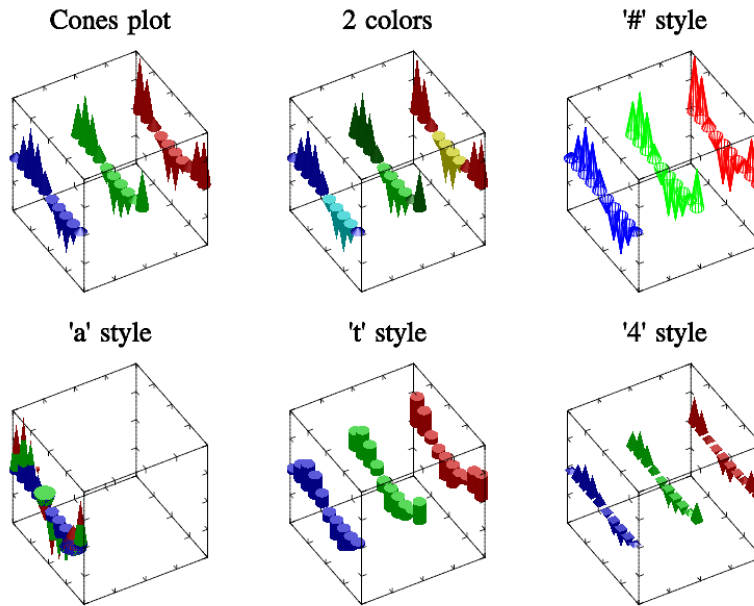 Cones plot
2 colors
'#' style
'a' style
't' style
'4' style